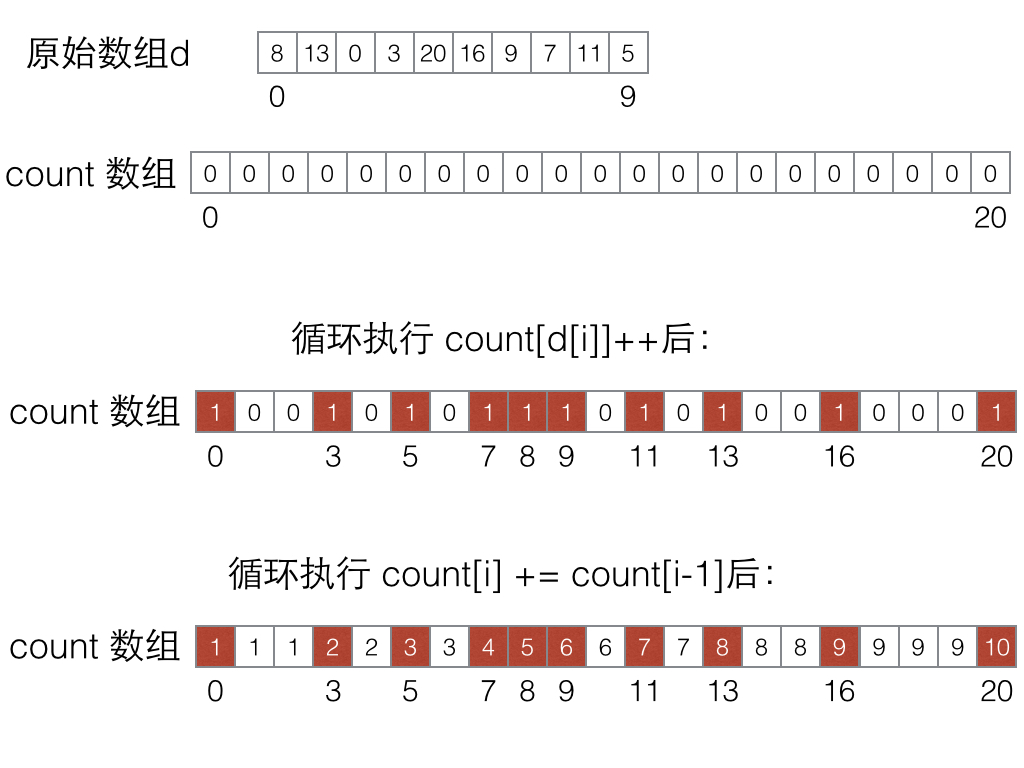 原始数组d 8 13 0 3 20 16 9 7 11 5
0 9
count 数组 0 0 0 0 0 0 0 0 0 0 0 0 0 0 0 0 0 0 0 0 0
0 20
循环执行 count[d[i]]++后：
count 数组 1 0 0 1 0 1 0 1 1 1 0 1 0 1 0 0 1 0 0 0 1
0 3 5 7 8 9 11 13 16 20
循环执行 count[i] += count[i-1]后：
count 数组 1 1 1 2 2 3 3 4 5 6 6 7 7 8 8 8 9 9 9 9 10
0 3 5 7 8 9 11 13 16 20